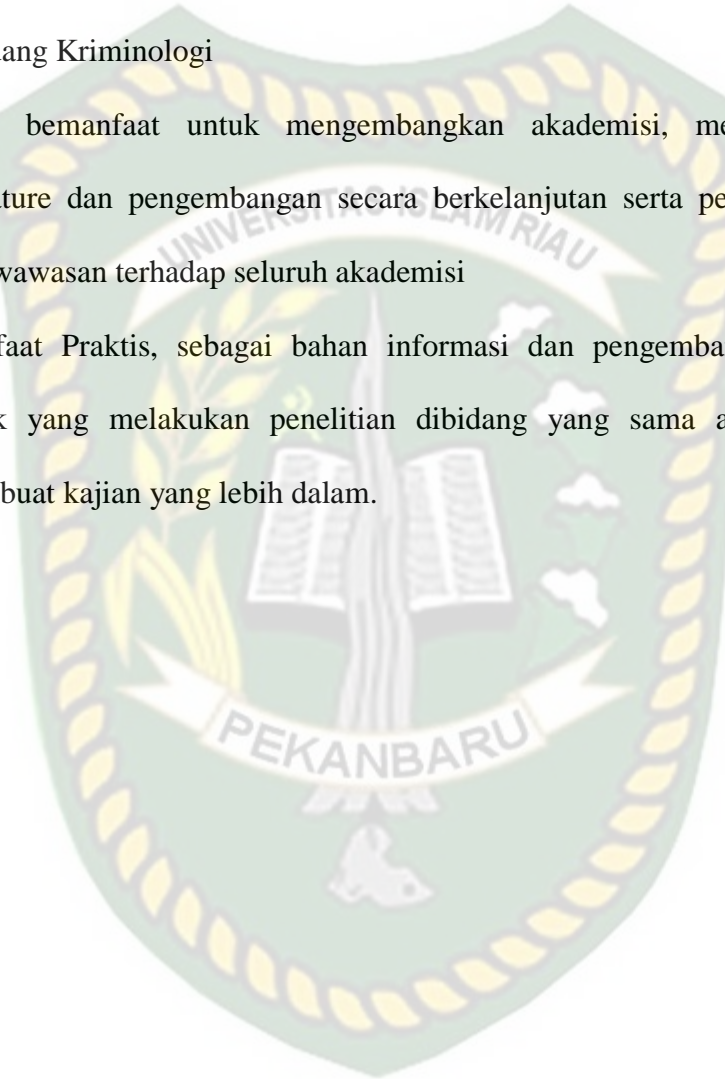 ang Kriminologi
bemanfaat untuk mengembangkan akademisi, me
ture dan pengembangan secara berkelanjutan serta pe
UNIVERSITAS ISLAM RIAU
wawasan terhadap seluruh akademisi
faat Praktis, sebagai bahan informasi dan pengemba
k yang melakukan penelitian dibidang yang sama a
buat kajian yang lebih dalam.
PEKANBARU